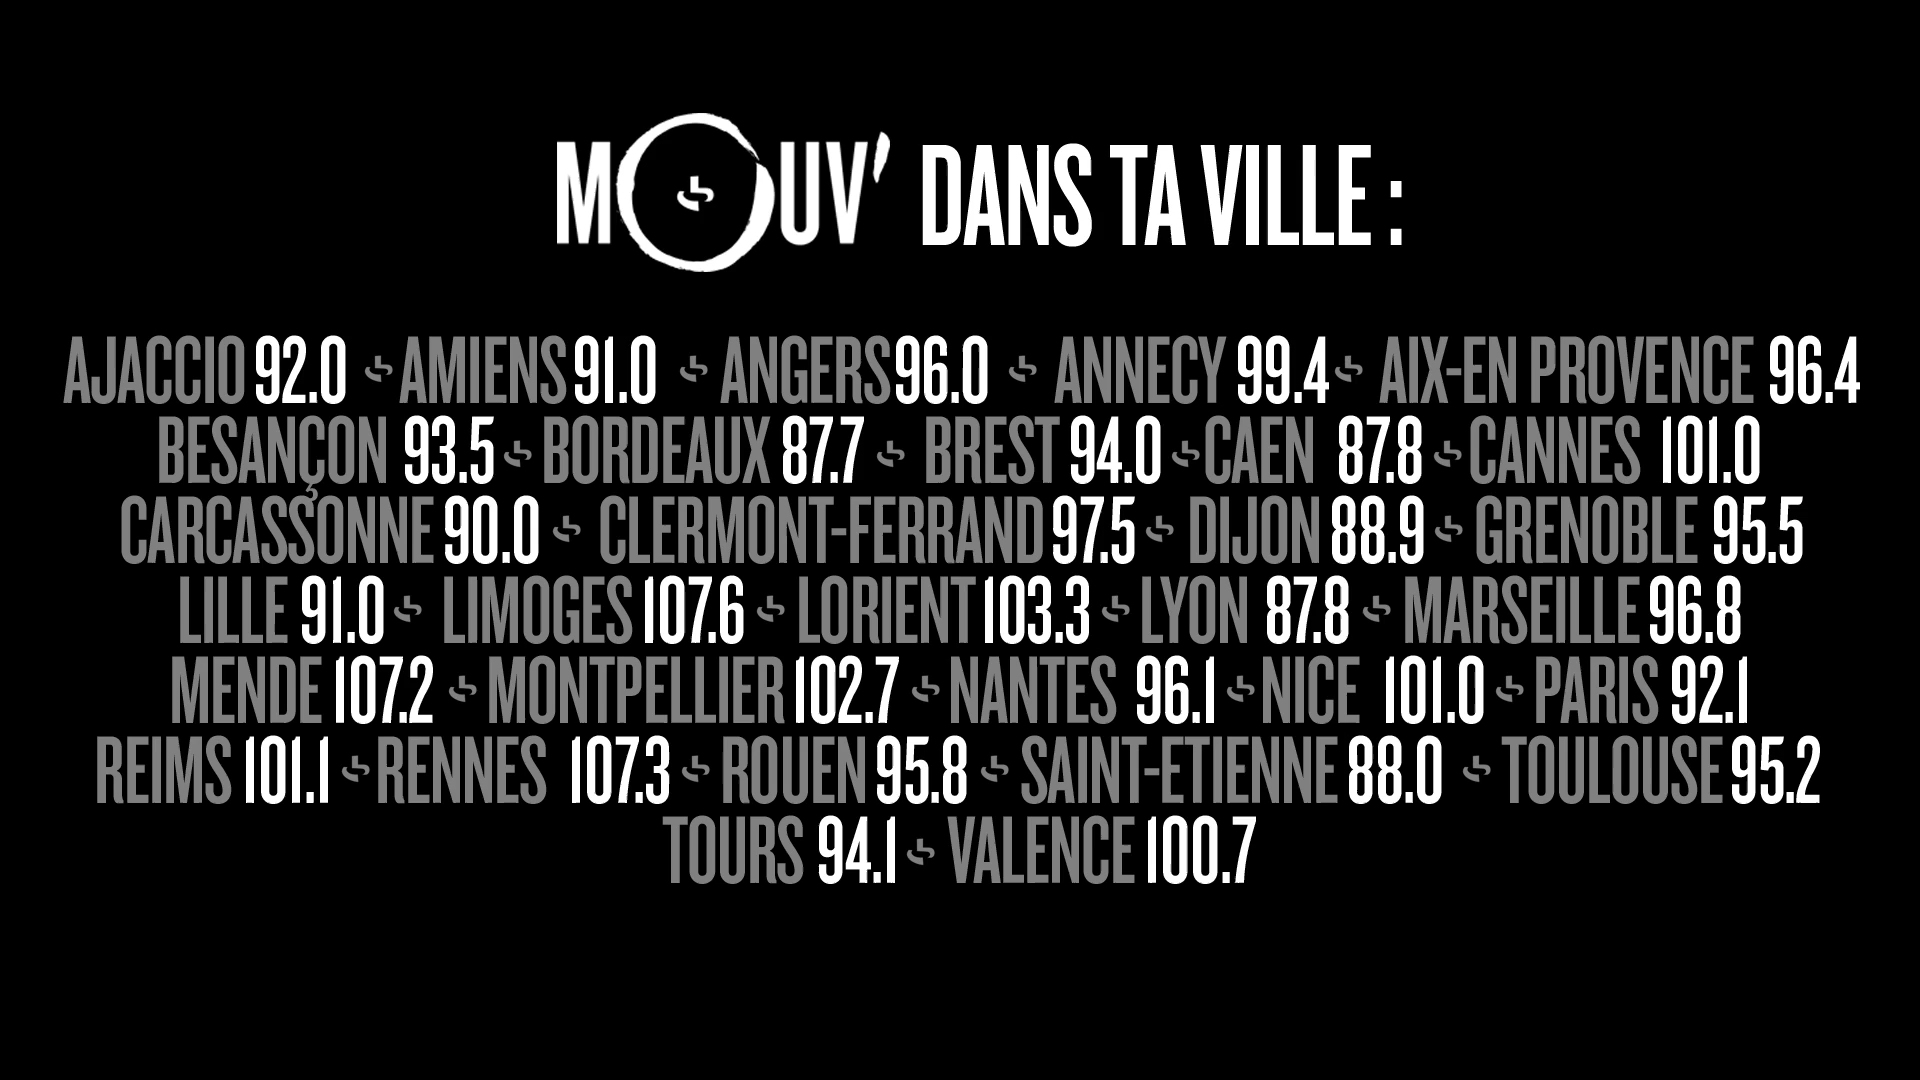 MOUV' DANS TA VILLE :
AJACCIO 92.0 AMIENS 91.0 ANGERS 96.0 ANNECY 99.4 AIX-EN PROVENCE 96.4
BESANÇON 93.5 BORDEAUX 87.7 BREST 94.0 CAEN 87.8 CANNES 101.0
CARCASSONNE 90.0 CLERMONT-FERRAND 97.5 DIJON 88.9 GRENOBLE 95.5
LILLE 91.0 LIMOGES 107.6 LORIENT 103.3 LYON 87.8 MARSEILLE 96.8
MENDE 107.2 MONTPELLIER 102.7 NANTES 96.1 NICE 101.0 PARIS 92.1
REIMS 101.1 RENNES 107.3 ROUEN 95.8 SAINT-ETIENNE 88.0 TOULOUSE 95.2
TOURS 94.1 VALENCE 100.7